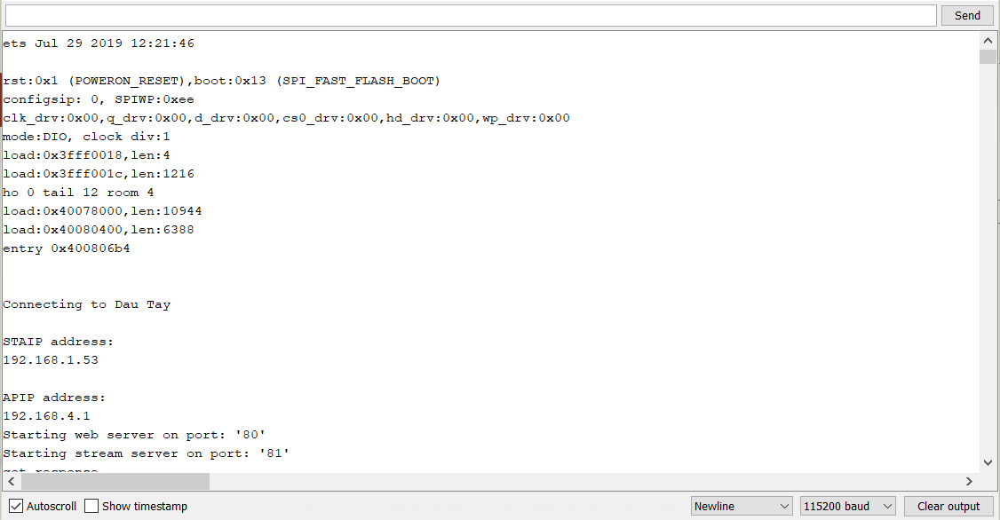 Send
ets Jul 29 2019 12:21:46
rst:0x1 (POWERON_RESET),boot:0x13 (SPI_FAST_FLASH_BOOT)
configsip: 0, SPIWP:0xee
clk_drv:0x00,q_drv:0x00,d_drv:0x00,cs0_drv:0x00,hd_drv:0x00,wp_drv:0x00
mode:DIO, clock div:1
load:0x3fff0018,len:4
load:0x3fff001c,len:1216
ho 0 tail 12 room 4
load:0x40078000,len:10944
load:0x40080400,len:6388
entry 0x400806b4
Connecting to Dau Tay
STAIP address:
192.168.1.53
APIP address:
192.168.4.1
Starting web server on port: '80'
Starting stream server on port: '81'
Autoscroll Show timestamp Newline 115200 baud Clear output